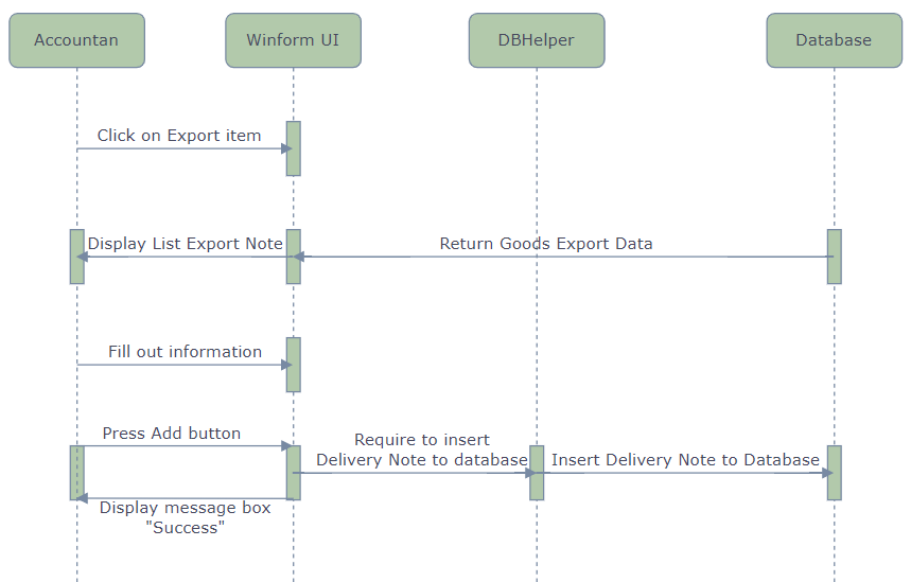 Accountan
Winform UI
DBHelper
Database
Click on Export item
Display List Export Note
Return Goods Export Data
Fill out information
Press Add button
Require to insert
Delivery Note to database
Insert Delivery Note to Database
Display message box
"Success"